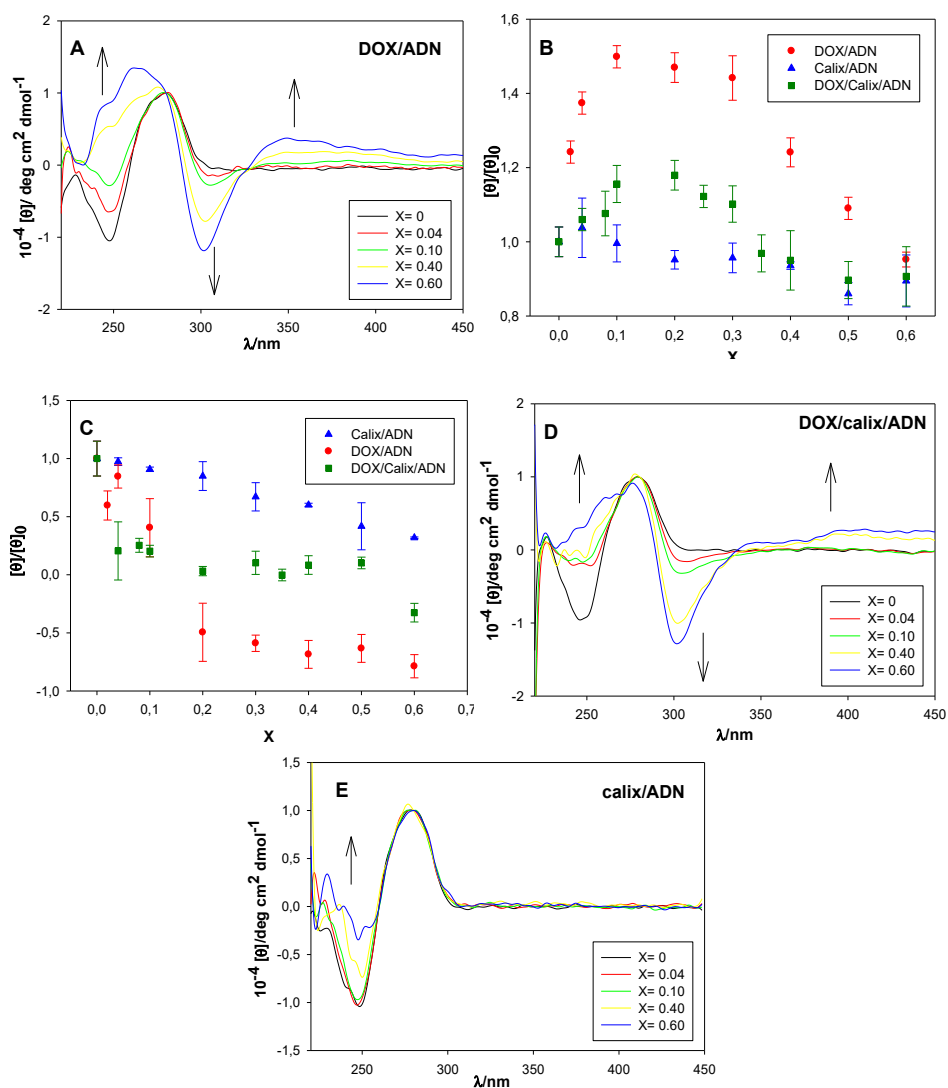 A
DOX/ADN
10⁻⁴ [θ]/ deg cm² dmol⁻¹
2
1
0
-1
-2
250 300 350 400 450
λ/nm
X= 0
X= 0.04
X= 0.10
X= 0.40
X= 0.60
B
[θ]/[θ]0
1,6
1,4
1,2
1,0
0,8
0,0 0,1 0,2 0,3 0,4 0,5 0,6
X
DOX/ADN
Calix/ADN
DOX/Calix/ADN
C
[Θ]/[Θ]0
1,5
1,0
0,5
0,0
-0,5
-1,0
0,0 0,1 0,2 0,3 0,4 0,5 0,6 0,7
X
Calix/ADN
DOX/ADN
DOX/Calix/ADN
D
DOX/calix/ADN
10⁻⁴ [θ]/deg cm² dmol⁻¹
2
1
0
-1
-2
250 300 350 400 450
λ/nm
X= 0
X= 0.04
X= 0.10
X= 0.40
X= 0.60
E
calix/ADN
10⁻⁴ [θ]/deg cm² dmol⁻¹
1,5
1,0
0,5
0,0
-0,5
-1,0
-1,5
250 300 350 400 450
λ/nm
X= 0
X= 0.04
X= 0.10
X= 0.40
X= 0.60